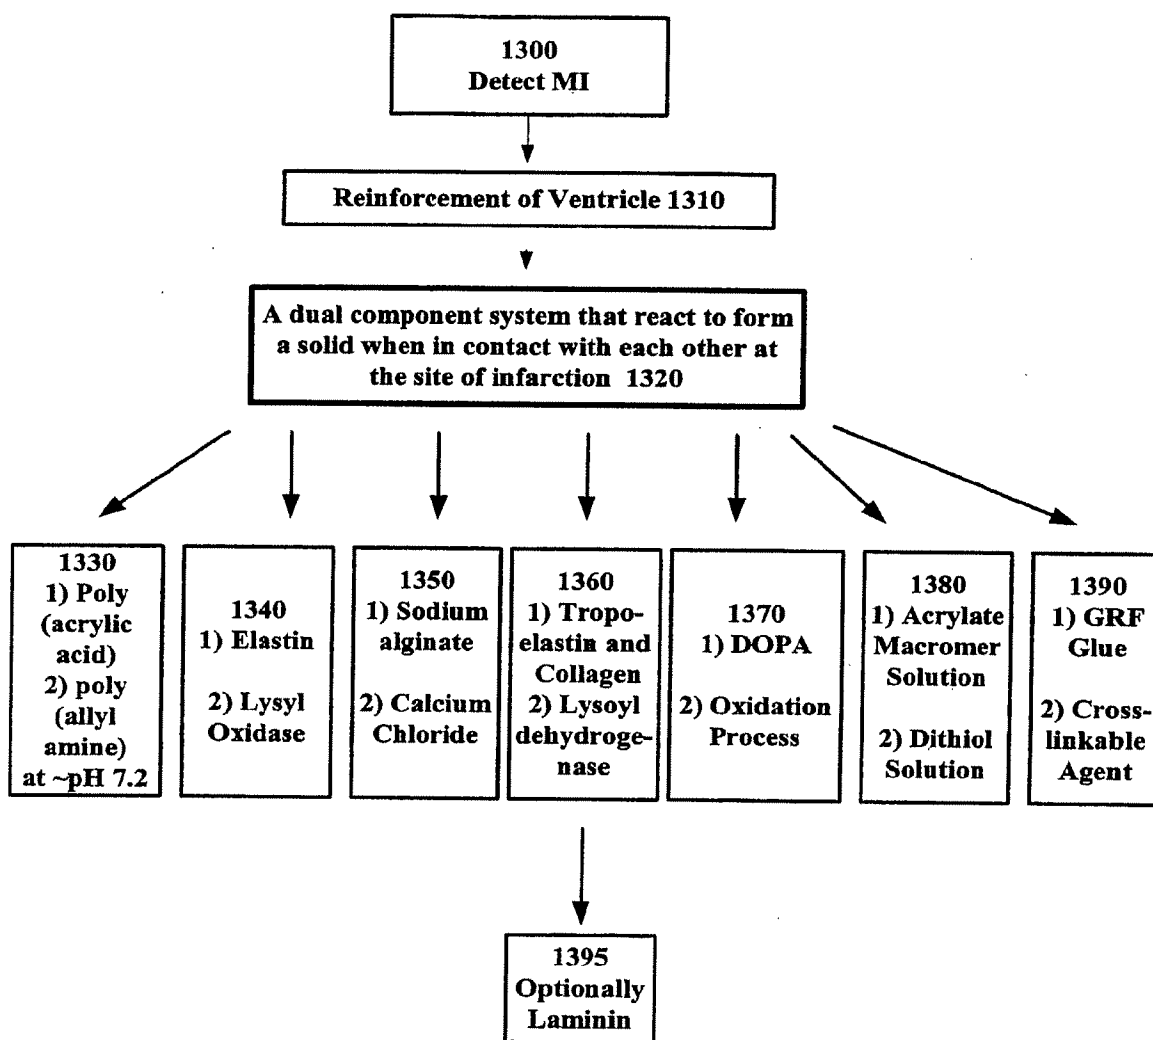 1300
Detect MI
Reinforcement of Ventricle 1310
A dual component system that react to form
a solid when in contact with each other at
the site of infarction 1320
1330
1) Poly
(acrylic
acid)
2) poly
(allyl
amine)
at ~pH 7.2
1340
1) Elastin
2) Lysyl
Oxidase
1350
1) Sodium
alginate
2) Calcium
Chloride
1360
1) Tropo-
elastin and
Collagen
2) Lysoyl
dehydroge-
nase
1370
1) DOPA
2) Oxidation
Process
1380
1) Acrylate
Macromer
Solution
2) Dithiol
Solution
1390
1) GRF
Glue
2) Cross-
linkable
Agent
1395
Optionally
Laminin